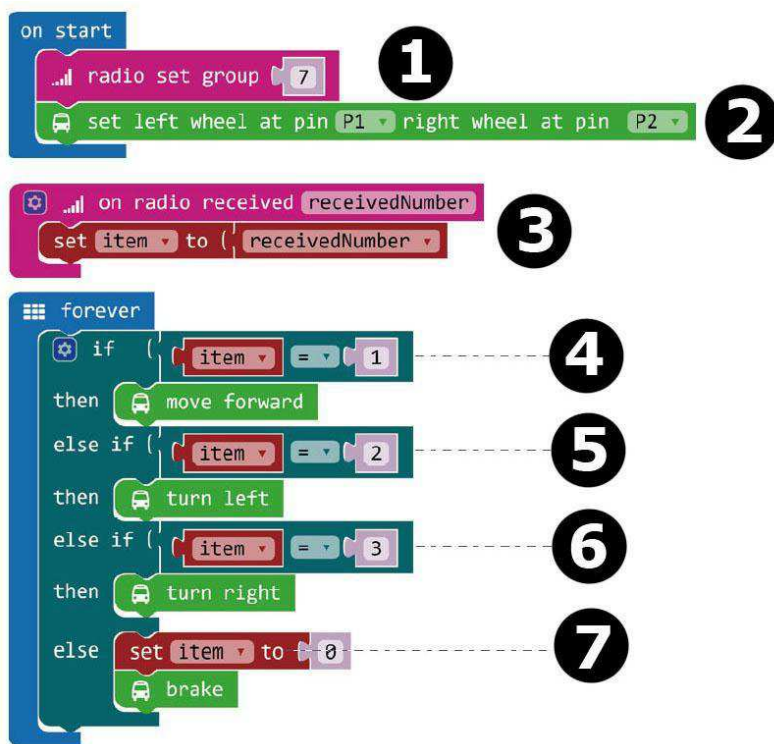 on start
radio set group 7
1
set left wheel at pin P1 right wheel at pin P2
2
on radio received receivedNumber
set item to ( receivedNumber
3
forever
if ( item = 1
4
then move forward
else if ( item = 2
5
then turn left
else if ( item = 3
6
then turn right
else set item to 0
7
brake